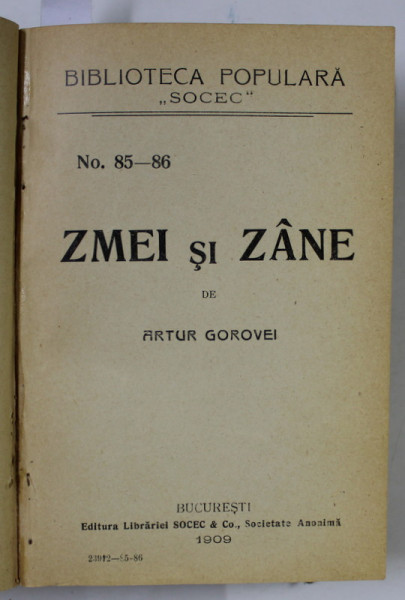 BIBLIOTECA POPULARĂ
„SOCEC“
No. 85—86
ZMEI şi ZÂNE
DE
ARTUR GOROVEI
BUCUREŞTI
Editura Librăriei SOCEC & Co., Societate Anonimă
1909